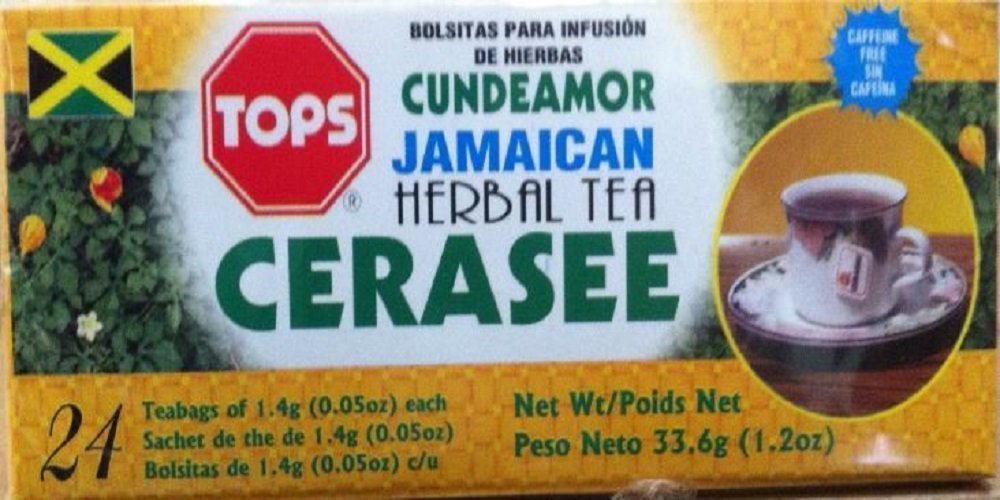 TOPS
®
BOLSITAS PARA INFUSIÓN
DE HIERBAS
CUNDEAMOR
JAMAICAN
HERBAL TEA
CERASEE
CAFFEINE
FREE
SIN
CAFEÍNA
24
Teabags of 1.4g (0.05oz) each
Sachet de the de 1.4g (0.05oz)
Bolsitas de 1.4g (0.05oz) c/u
Net Wt/Poids Net
Peso Neto 33.6g (1.2oz)